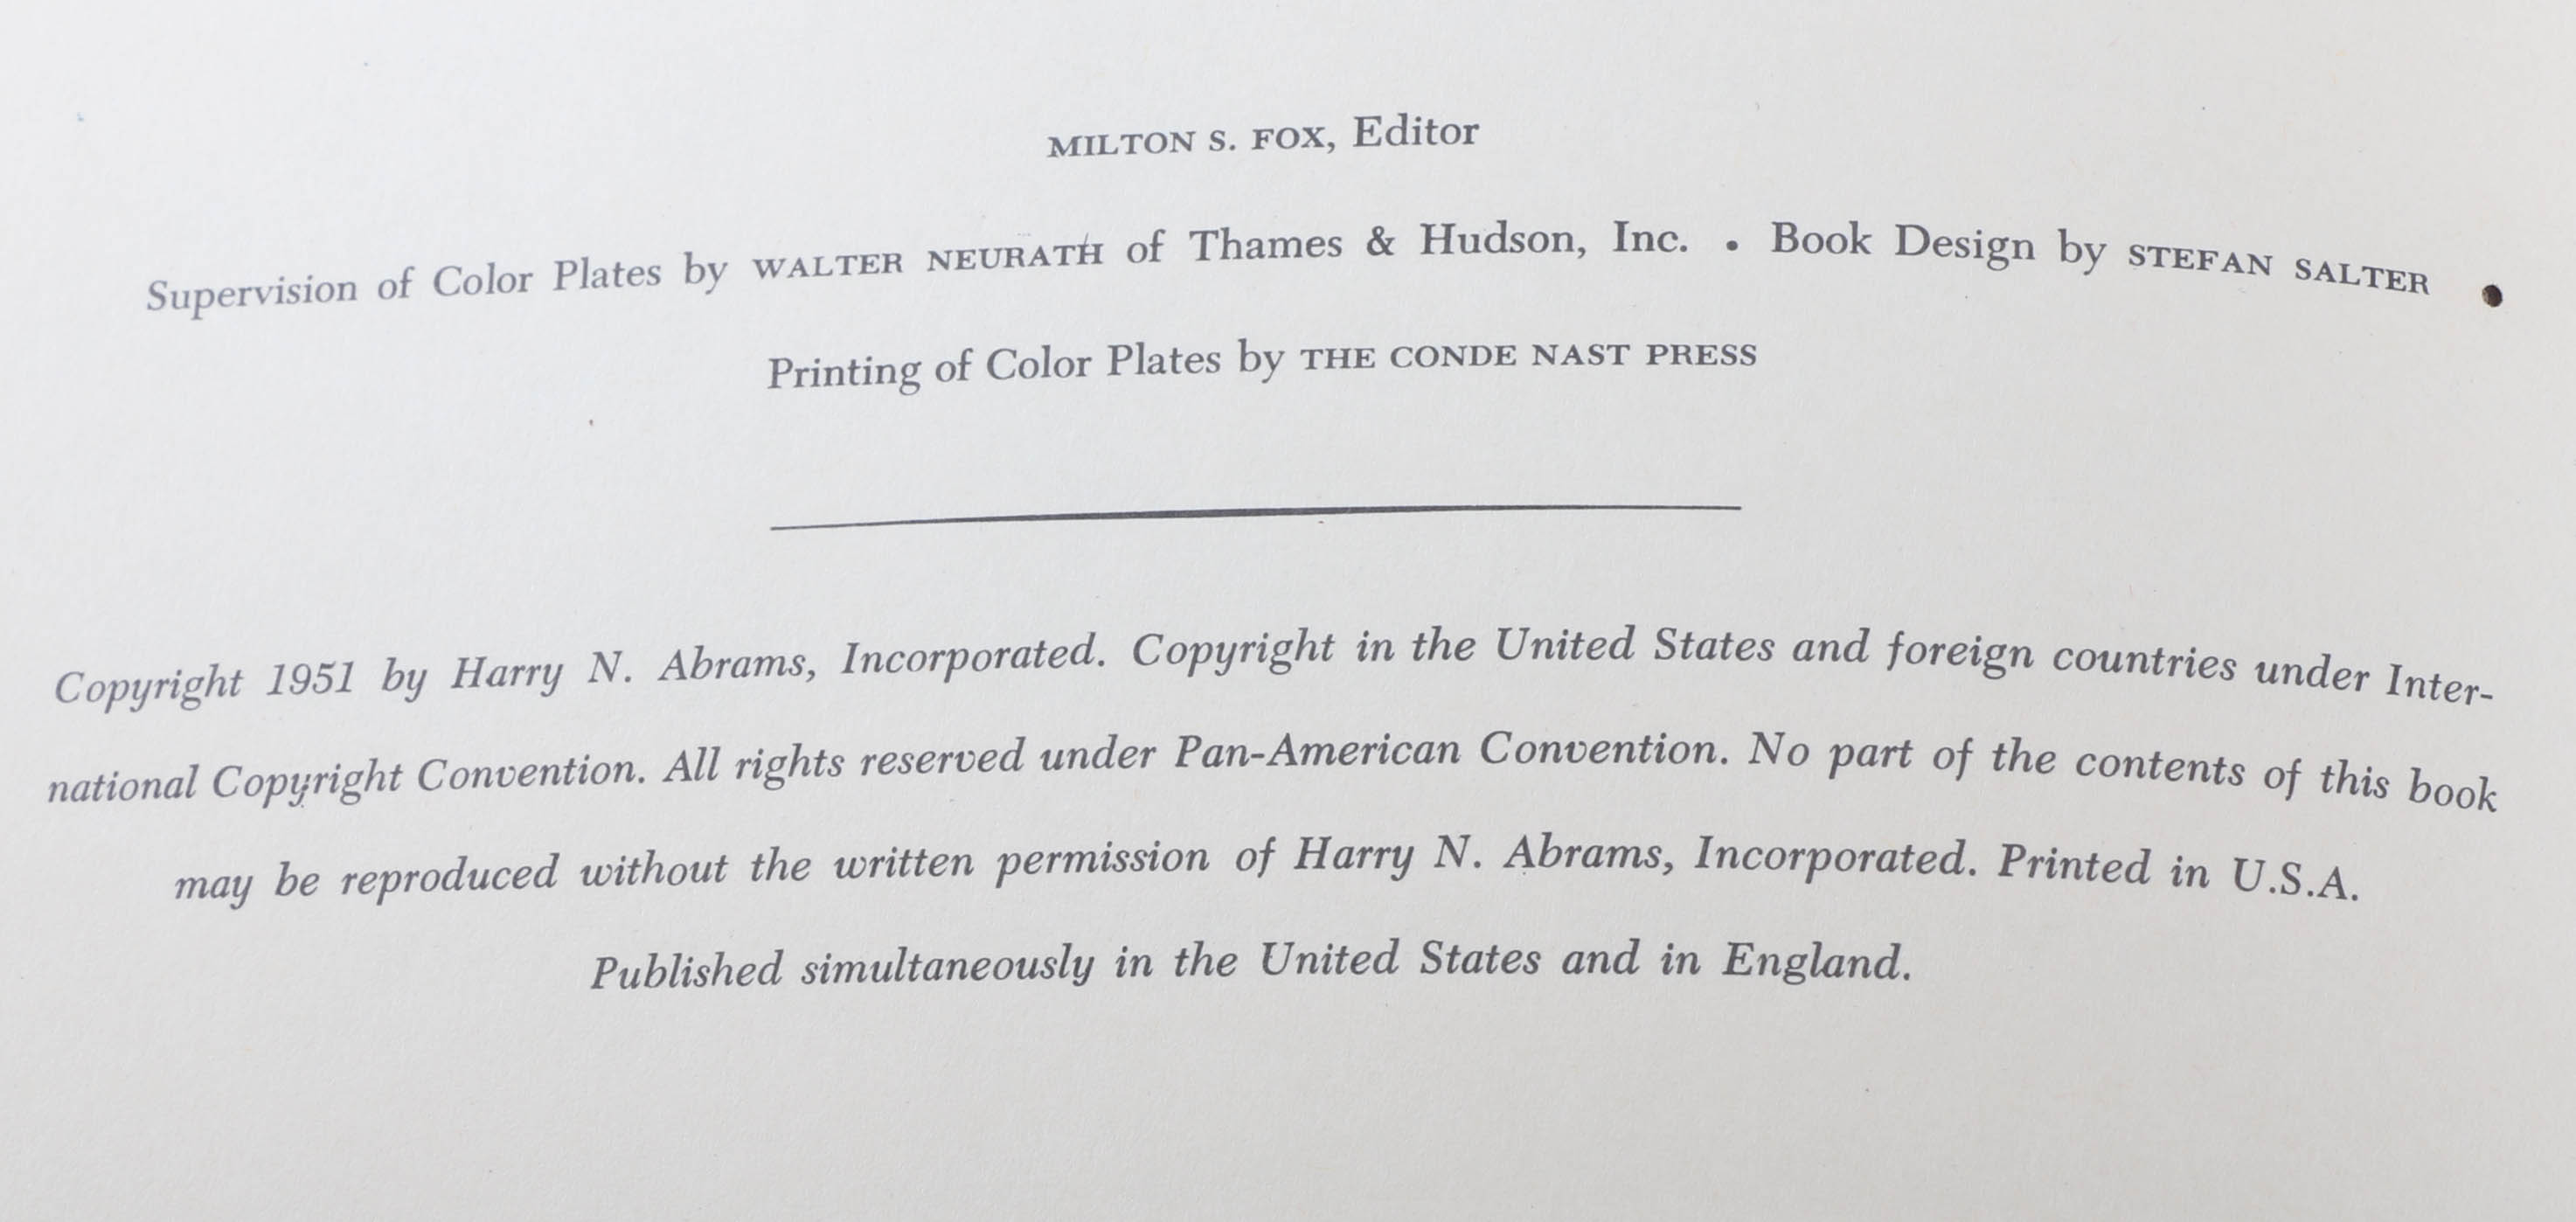 MILTON S. FOX, Editor
Supervision of Color Plates by WALTER NEURATH of Thames & Hudson, Inc. • Book Design by STEFAN SALTER
Printing of Color Plates by THE CONDE NAST PRESS
Copyright 1951 by Harry N. Abrams, Incorporated. Copyright in the United States and foreign countries under Inter-
national Copyright Convention. All rights reserved under Pan-American Convention. No part of the contents of this book
may be reproduced without the written permission of Harry N. Abrams, Incorporated. Printed in U.S.A.
Published simultaneously in the United States and in England.